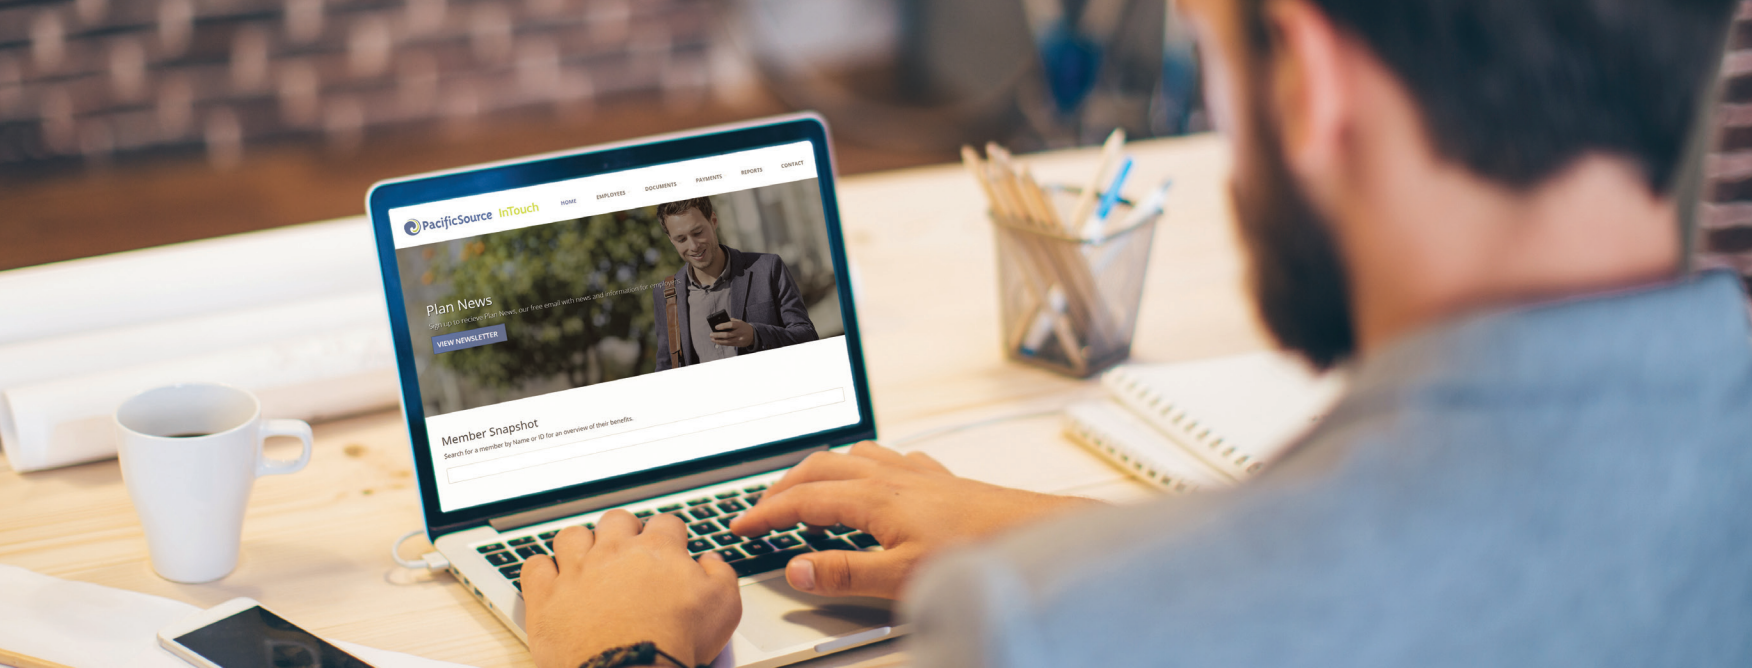 PacificSource InTouch
HOME EMPLOYEES DOCUMENTS PAYMENTS REPORTS CONTACT
Plan News
Sign up to recieve Plan News, our free email with news and information for employers.
VIEW NEWSLETTER
Member Snapshot
Search for a member by Name or ID for an overview of their benefits.